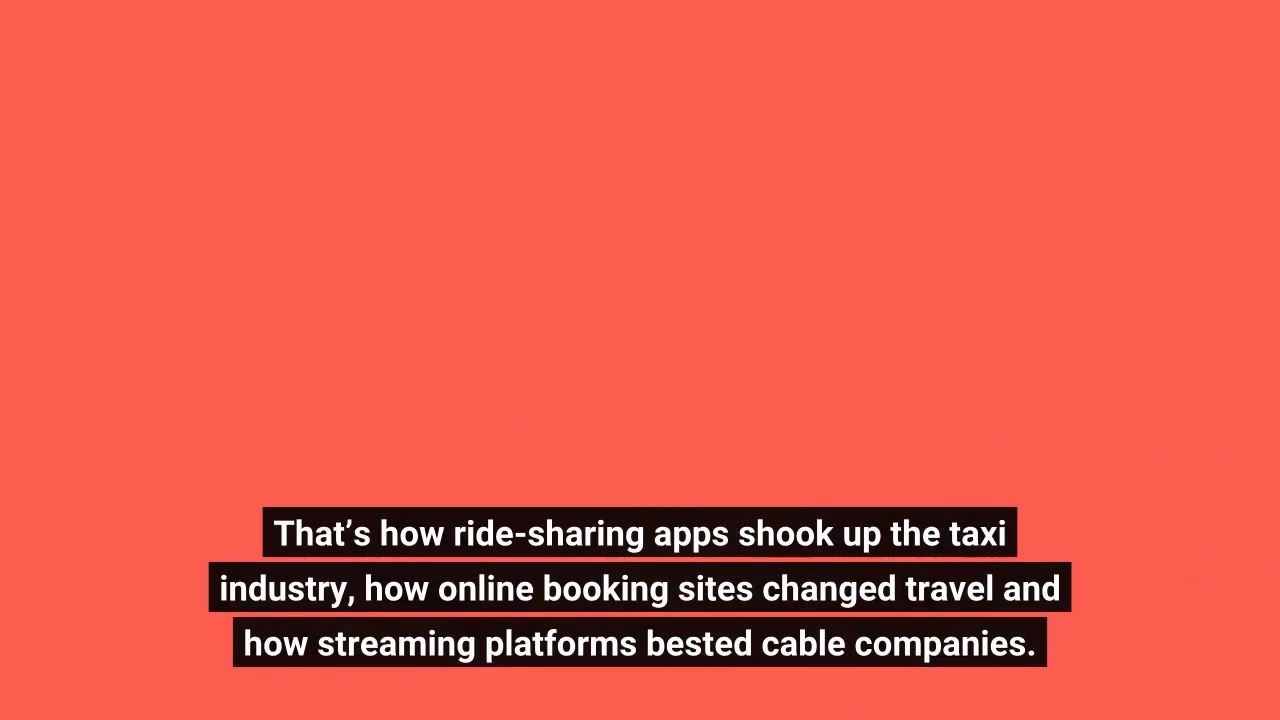 That’s how ride-sharing apps shook up the taxi
industry, how online booking sites changed travel and
how streaming platforms bested cable companies.